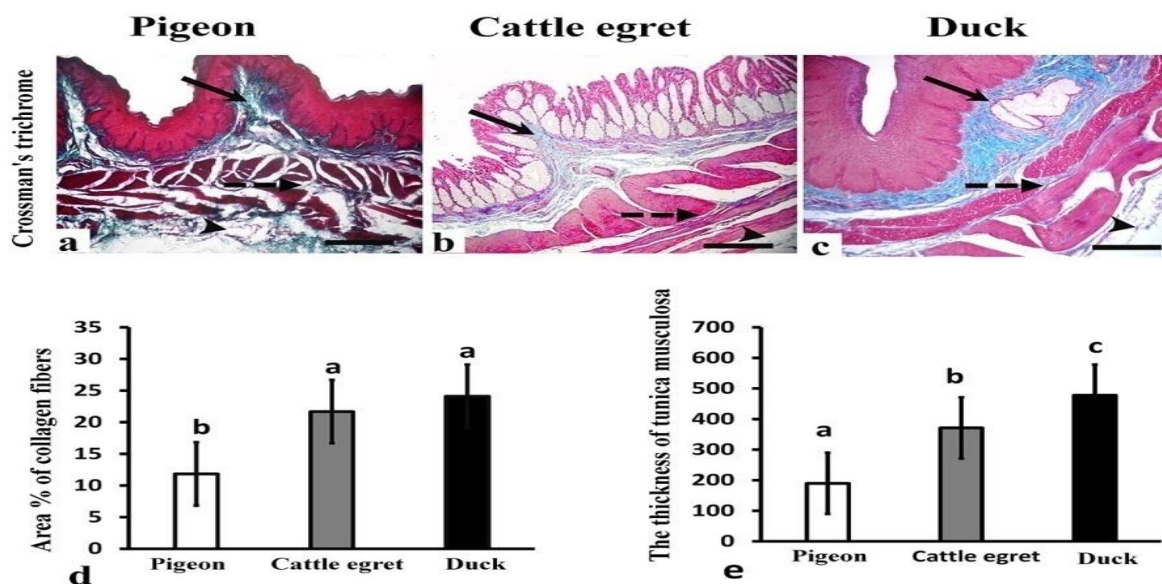 Pigeon Cattle egret Duck
Crossman's trichrome
a b c
Area % of collagen fibers
35
30
25
20
15
10
5
0
b a a
Pigeon Cattle egret Duck
d
The thickness of tunica musculosa
700
600
500
400
300
200
100
0
a b c
Pigeon Cattle egret Duck
e